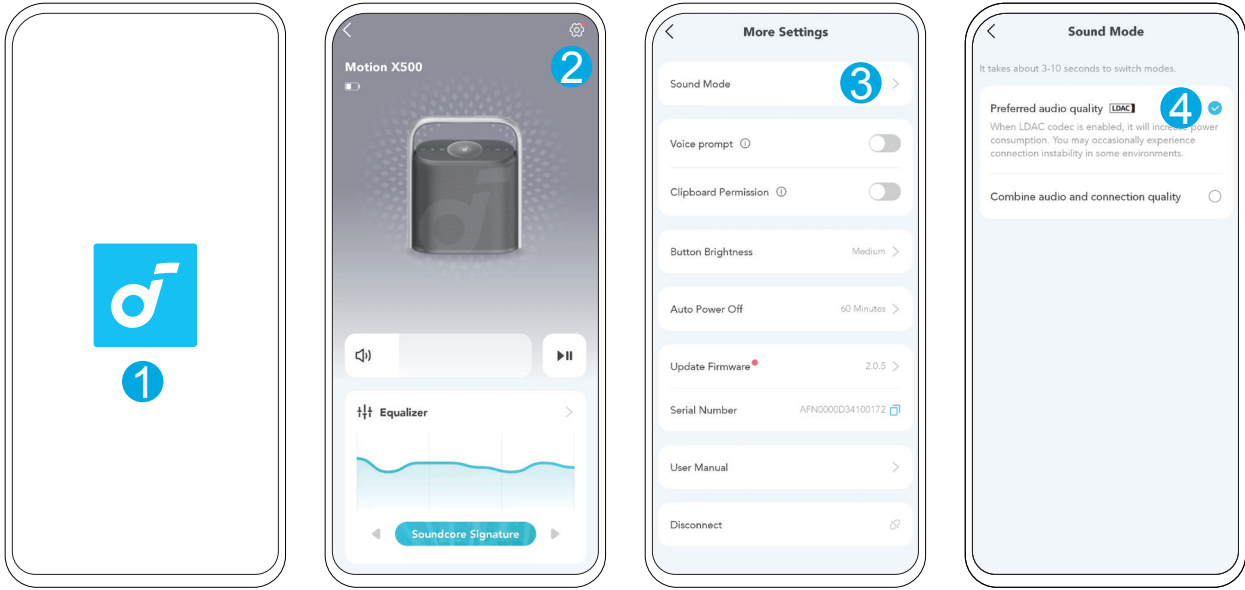 1
2
Motion X500
Equalizer
Soundcore Signature
More Settings
Sound Mode
3
Voice prompt
Clipboard Permission
Button Brightness Medium
Auto Power Off 60 Minutes
Update Firmware 2.0.5
Serial Number AFN0000D34100172
User Manual
Disconnect
Sound Mode
It takes about 3-10 seconds to switch modes.
Preferred audio quality LDAC
4
When LDAC codec is enabled, it will increase power
consumption. You may occasionally experience
connection instability in some environments.
Combine audio and connection quality